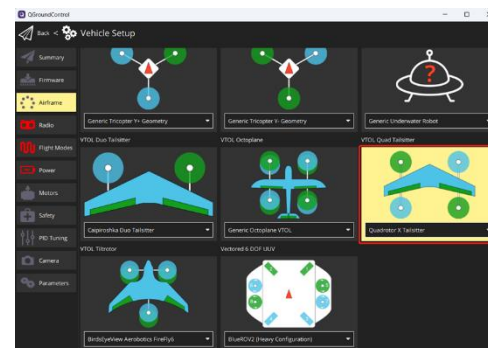 QGroundControl
Back < Vehicle Setup
Summary
Firmware
Airframe
Radio
Flight Modes
Power
Motors
Safety
PID Tuning
Camera
Parameters
Generic Tricopter Y+ Geometry
Generic Tricopter Y- Geometry
?
Generic Underwater Robot
VTOL Duo Tailsitter
VTOL Octoplane
VTOL Quad Tailsitter
Caipiroshka Duo Tailsitter
Generic Octoplane VTOL
Quadrotor X Tailsitter
VTOL Tiltrotor
Vectored 6 DOF UUV
BirdsEyeView Aerobotics FireFly6
BlueROV2 (Heavy Configuration)